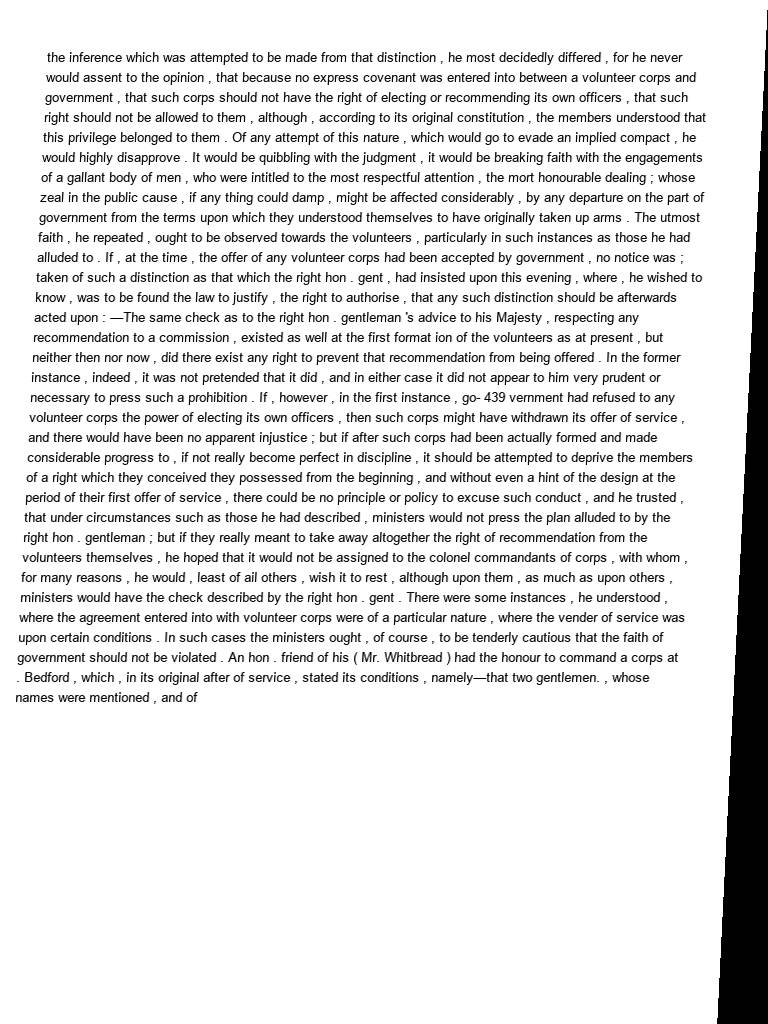 the inference which was attempted to be made from that distinction , he most decidedly differed , for he never
would assent to the opinion , that because no express covenant was entered into between a volunteer corps and
government , that such corps should not have the right of electing or recommending its own officers , that such
right should not be allowed to them , although , according to its original constitution , the members understood that
this privilege belonged to them . Of any attempt of this nature , which would go to evade an implied compact , he
would highly disapprove . It would be quibbling with the judgment , it would be breaking faith with the engagements
of a gallant body of men , who were intitled to the most respectful attention , the mort honourable dealing ; whose
zeal in the public cause , if any thing could damp , might be affected considerably , by any departure on the part of
government from the terms upon which they understood themselves to have originally taken up arms . The utmost
faith , he repeated , ought to be observed towards the volunteers , particularly in such instances as those he had
alluded to . If , at the time , the offer of any volunteer corps had been accepted by government , no notice was ;
taken of such a distinction as that which the right hon . gent , had insisted upon this evening , where , he wished to
know , was to be found the law to justify , the right to authorise , that any such distinction should be afterwards
acted upon : —The same check as to the right hon . gentleman 's advice to his Majesty , respecting any
recommendation to a commission , existed as well at the first format ion of the volunteers as at present , but
neither then nor now , did there exist any right to prevent that recommendation from being offered . In the former
instance , indeed , it was not pretended that it did , and in either case it did not appear to him very prudent or
necessary to press such a prohibition . If , however , in the first instance , go- 439 vernment had refused to any
volunteer corps the power of electing its own officers , then such corps might have withdrawn its offer of service ,
and there would have been no apparent injustice ; but if after such corps had been actually formed and made
considerable progress to , if not really become perfect in discipline , it should be attempted to deprive the members
of a right which they conceived they possessed from the beginning , and without even a hint of the design at the
period of their first offer of service , there could be no principle or policy to excuse such conduct , and he trusted ,
that under circumstances such as those he had described , ministers would not press the plan alluded to by the
right hon . gentleman ; but if they really meant to take away altogether the right of recommendation from the
volunteers themselves , he hoped that it would not be assigned to the colonel commandants of corps , with whom ,
for many reasons , he would , least of ail others , wish it to rest , although upon them , as much as upon others ,
ministers would have the check described by the right hon . gent . There were some instances , he understood ,
where the agreement entered into with volunteer corps were of a particular nature , where the vender of service was
upon certain conditions . In such cases the ministers ought , of course , to be tenderly cautious that the faith of
government should not be violated . An hon . friend of his ( Mr. Whitbread ) had the honour to command a corps at
. Bedford , which , in its original after of service , stated its conditions , namely—that two gentlemen. , whose
names were mentioned , and of